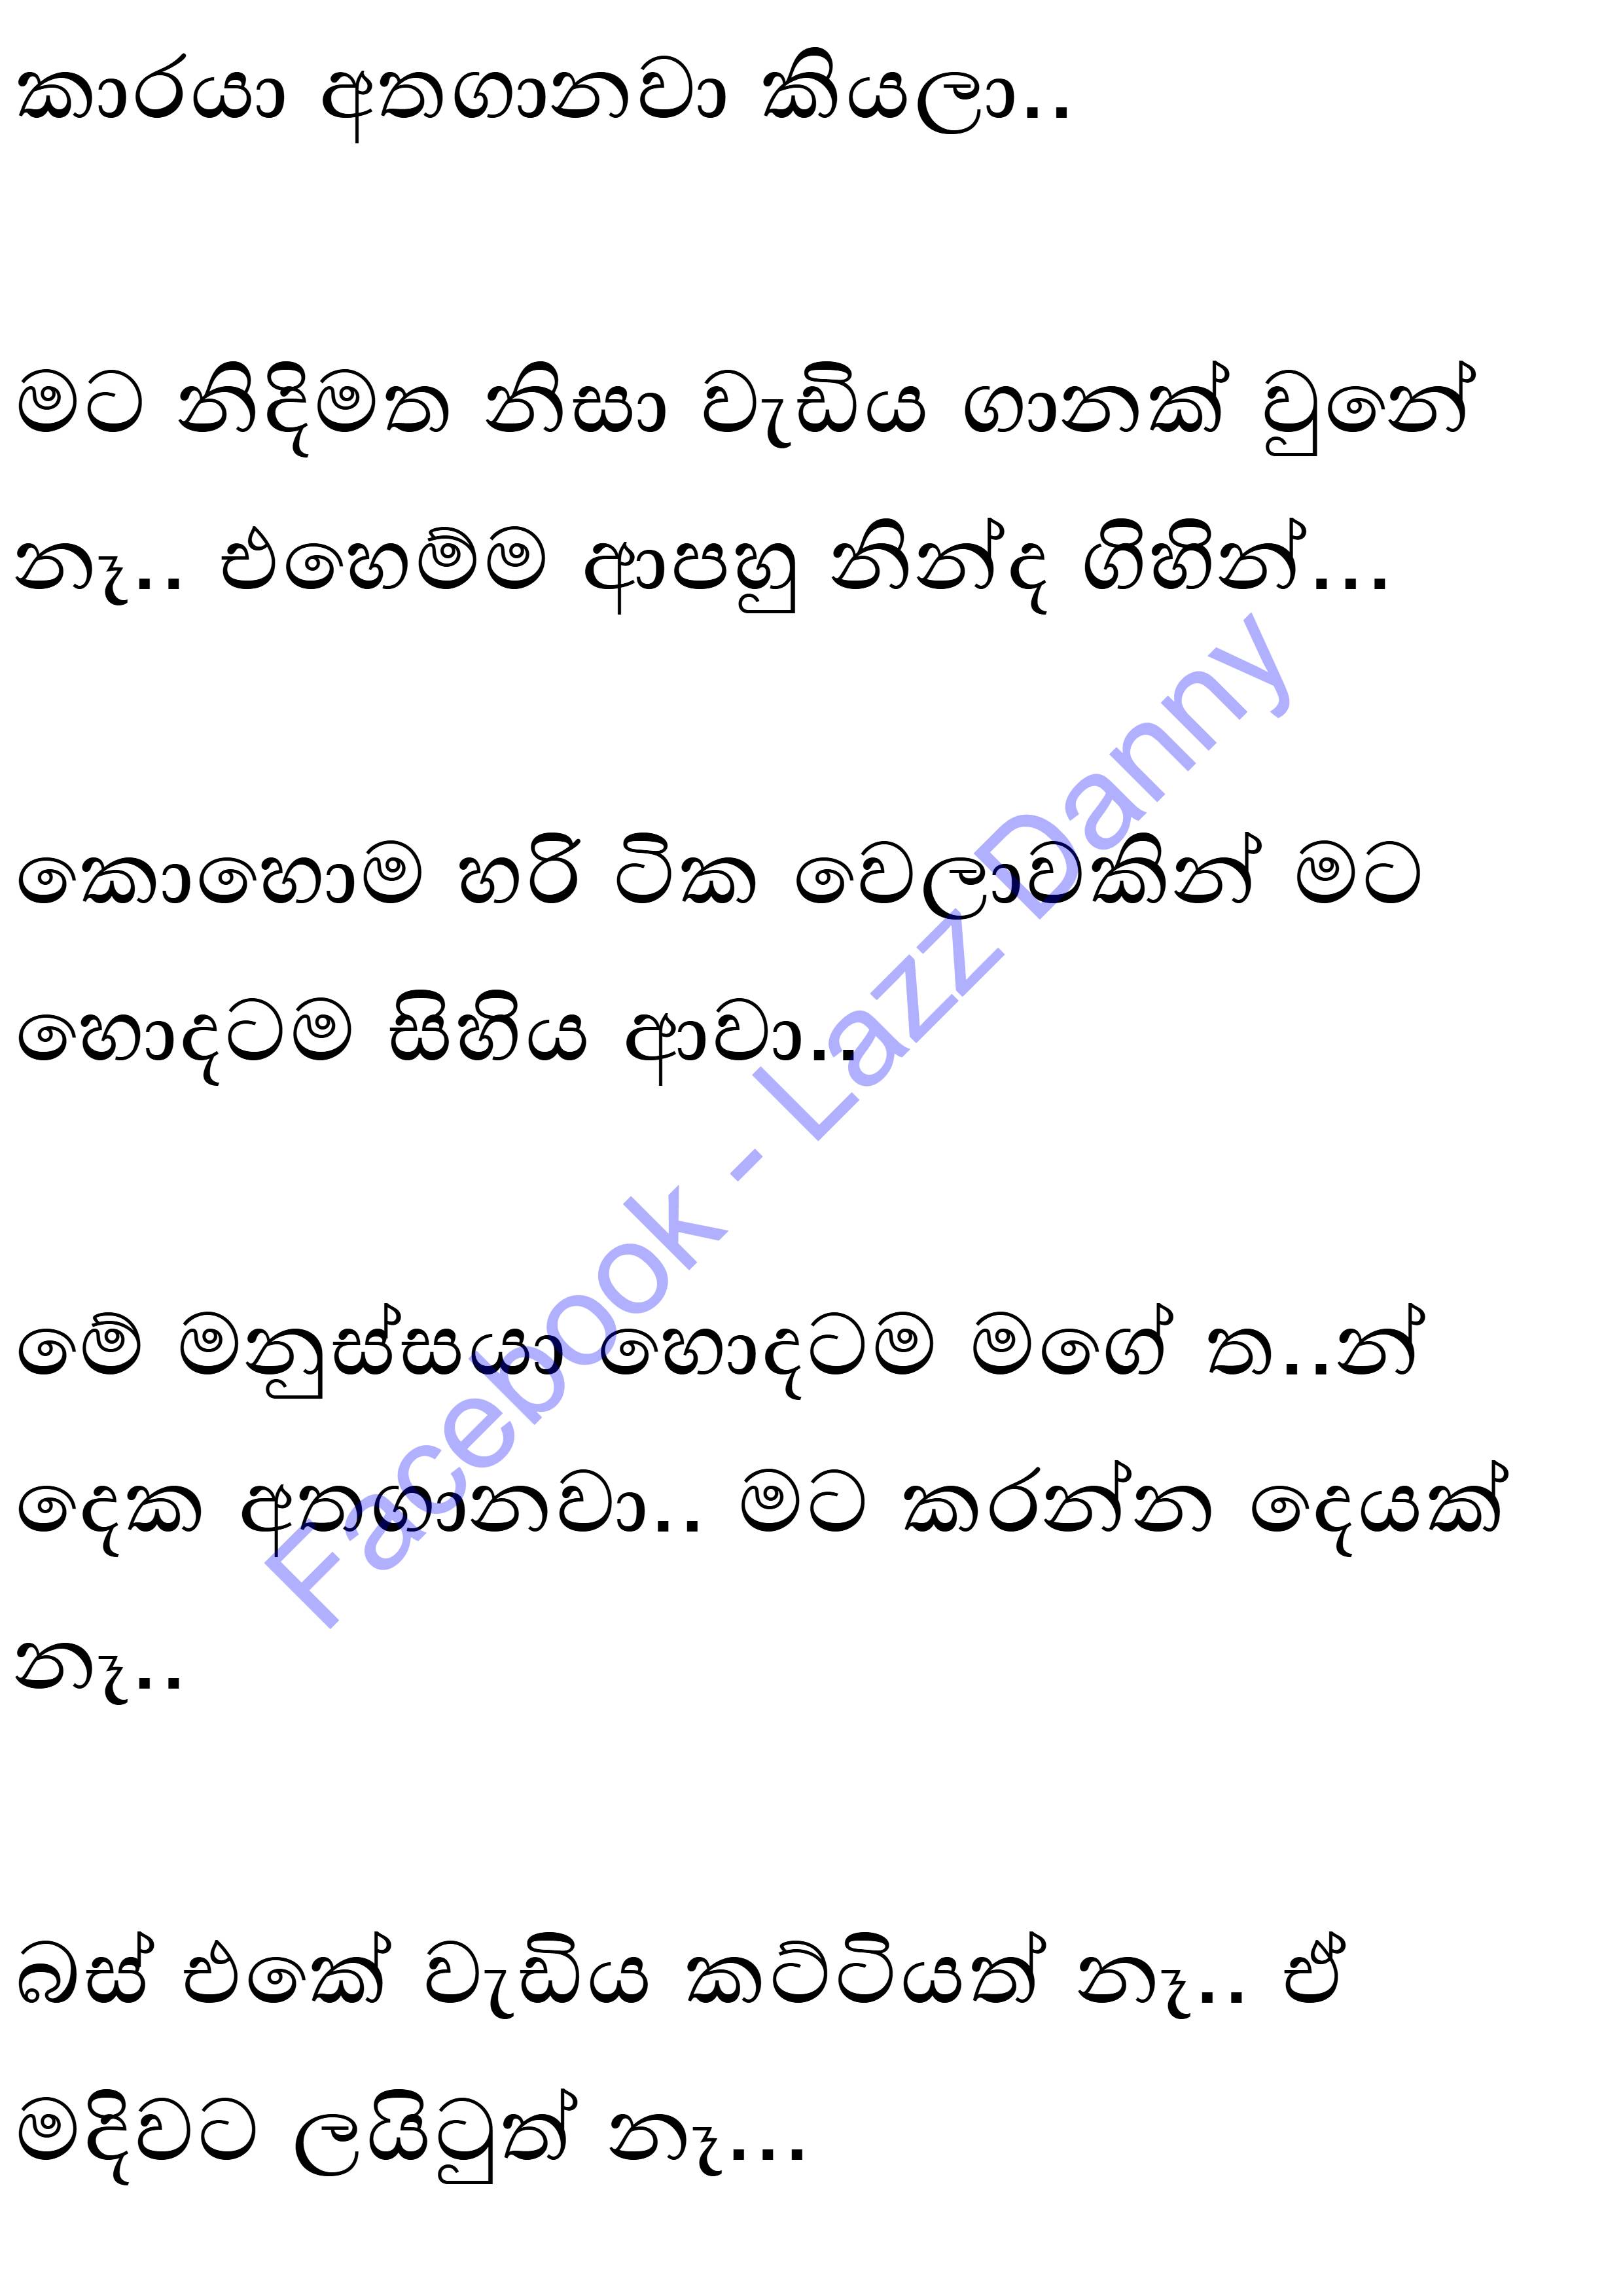 කාරයා අතගානවා කියලා..
මට නිදිමත නිසා වැඩිය ගානක් වුනේ
නෑ.. එහෙම්ම ආපහු නින්ද ගිහින්...
කොහොම හරි ටික වෙලාවකින් මට
හොදටම සිහිය ආවා..
මේ මනුස්සයා හොදටම මගේ ත..න්
දෙක අතගානවා.. මට කරන්න දෙයක්
නෑ..
බස් එකේ වැඩිය කට්ටියත් නෑ.. ඒ
මදිවට ලයිටුත් නෑ...
Facebook - Lazz Danny